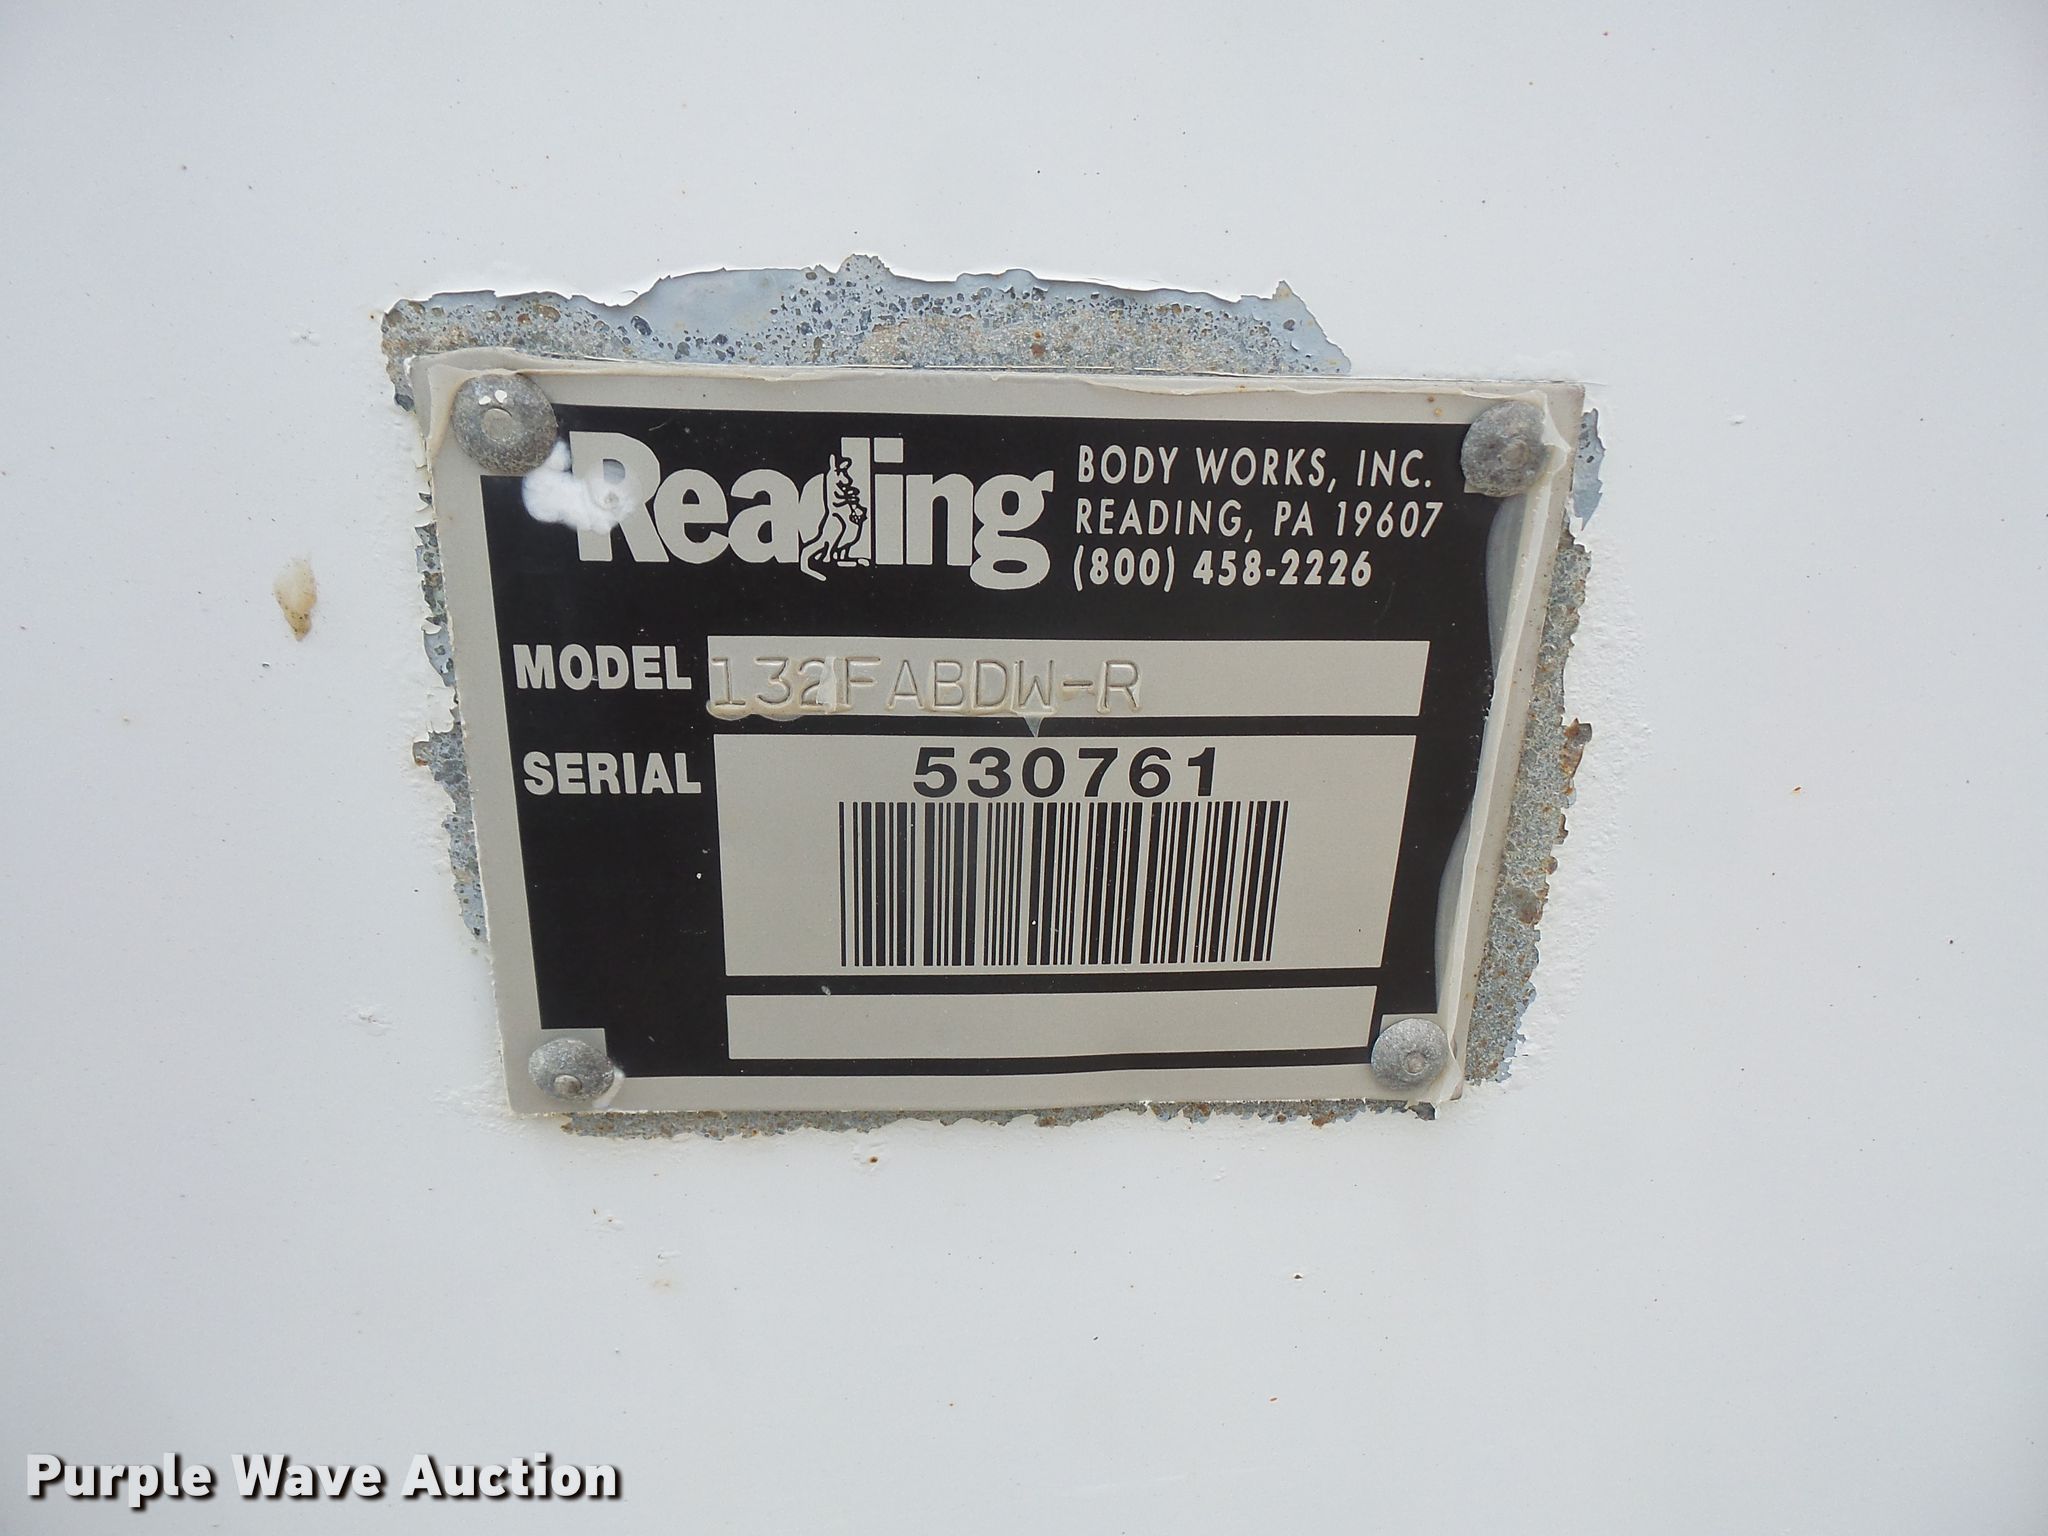 Reading
BODY WORKS, INC.
READING, PA 19607
(800) 458-2226
MODEL 132FABDW-R
SERIAL 530761
Purple Wave Auction